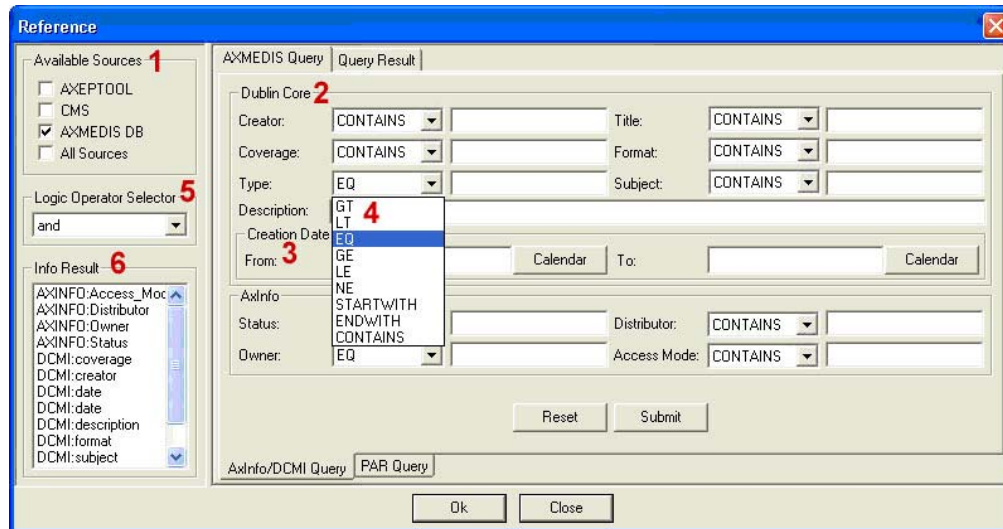 Reference
Available Sources 1
AXEPTOOL
CMS
AXMEDIS DB
All Sources
Logic Operator Selector 5
and
Info Result 6
AXINFO:Access_Moc
AXINFO:Distributor
AXINFO:Owner
AXINFO:Status
DCMI:coverage
DCMI:creator
DCMI:date
DCMI:date
DCMI:description
DCMI:format
DCMI:subject
AXMEDIS Query Query Result
Dublin Core 2
Creator: CONTAINS Title: CONTAINS
Coverage: CONTAINS Format: CONTAINS
Type: EQ Subject: CONTAINS
Description:
GT 4
LT
EQ
GE
LE
NE
STARTWITH
ENDWITH
CONTAINS
Creation Date
From: 3 Calendar To: Calendar
AxInfo
Status: Distributor: CONTAINS
Owner: EQ Access Mode: CONTAINS
Reset Submit
AxInfo/DCMI Query PAR Query
Ok Close